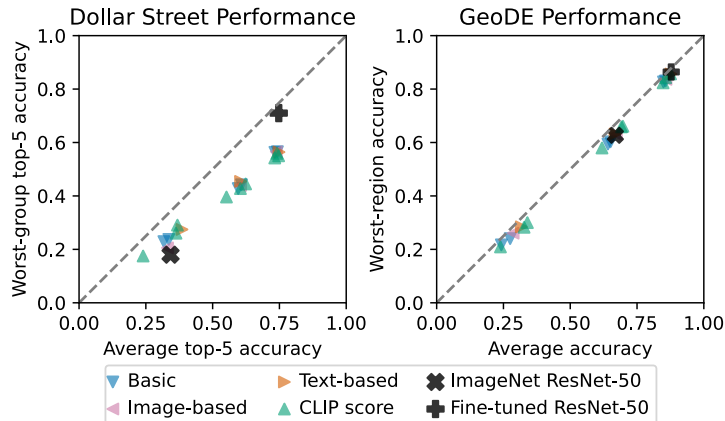 Dollar Street Performance
Worst-group top-5 accuracy
1.0
0.8
0.6
0.4
0.2
0.0
0.00 0.25 0.50 0.75 1.00
Average top-5 accuracy
GeoDE Performance
Worst-region accuracy
1.0
0.8
0.6
0.4
0.2
0.0
0.00 0.25 0.50 0.75 1.00
Average accuracy
Basic Text-based ImageNet ResNet-50
Image-based CLIP score Fine-tuned ResNet-50